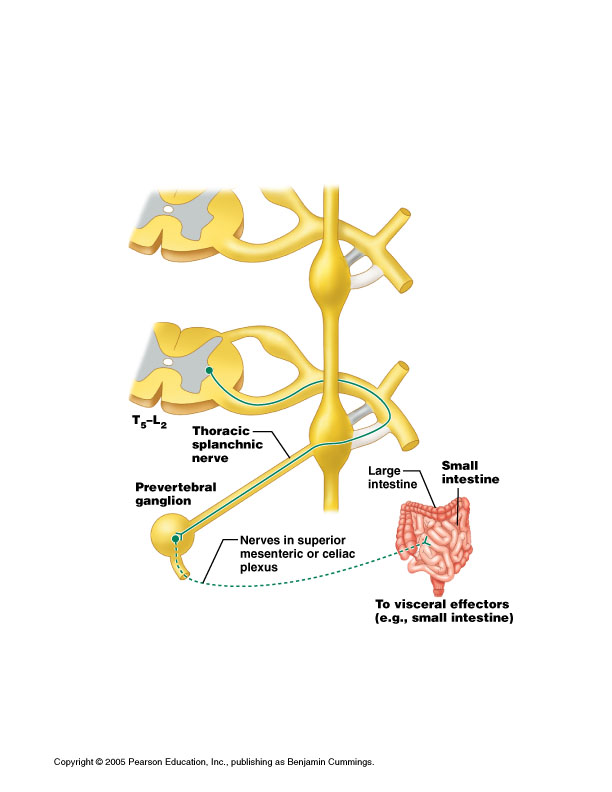 T5–L2
Thoracic
splanchnic
nerve
Prevertebral
ganglion
Large
intestine
Small
intestine
Nerves in superior
mesenteric or celiac
plexus
To visceral effectors
(e.g., small intestine)
Copyright © 2005 Pearson Education, Inc., publishing as Benjamin Cummings.